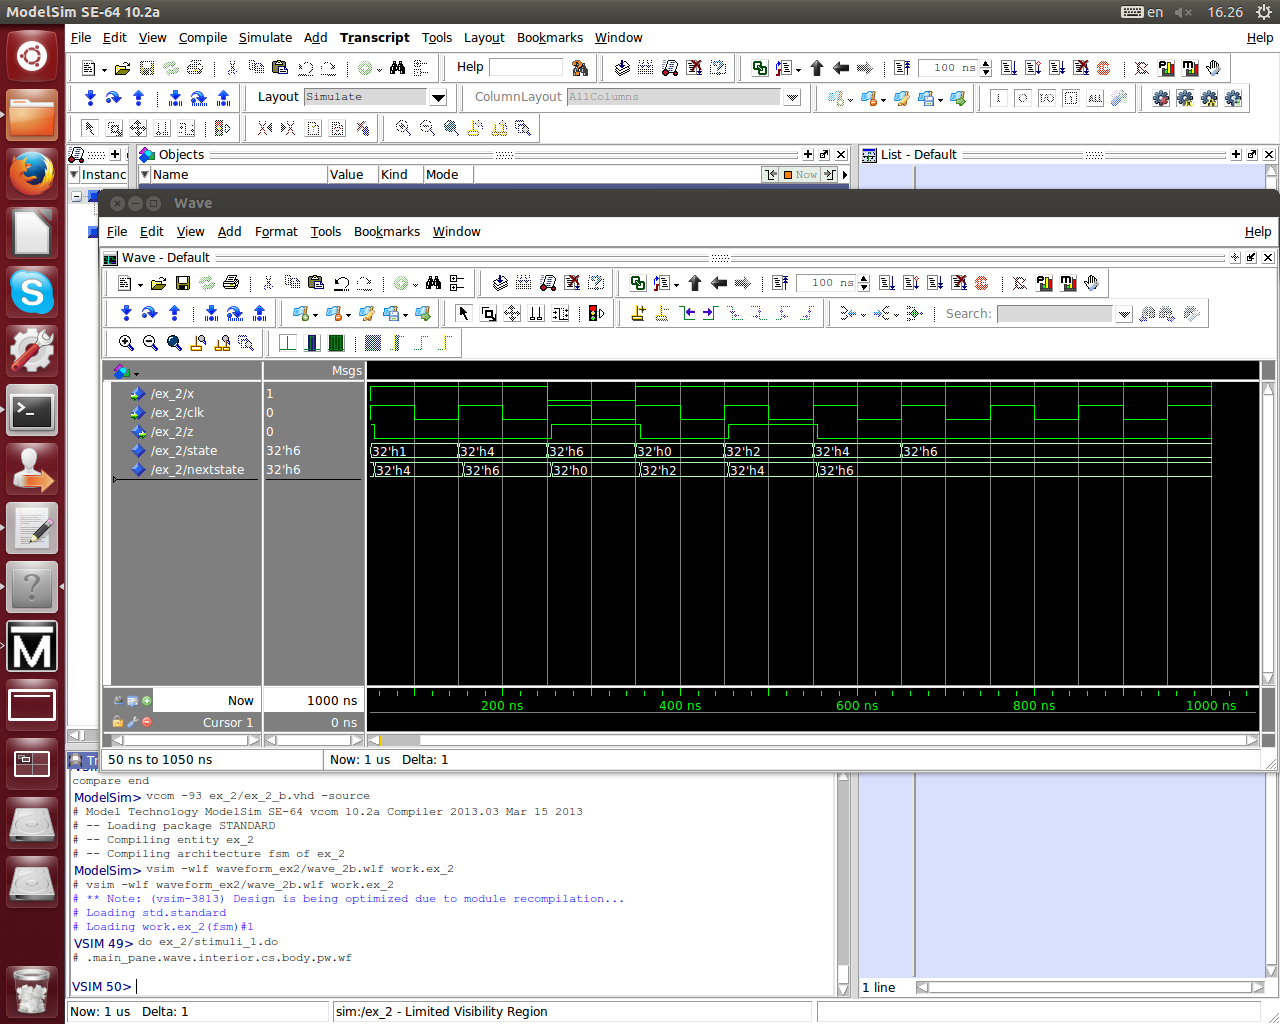 ModelSim SE-64 10.2a
en
16.26
File Edit View Compile Simulate Add Transcript Tools Layout Bookmarks Window Help
Help
100 ns
Layout Simulate
ColumnLayout AllColumns
Objects
List - Default
Instanc
Name Value Kind Mode
Now
Wave
File Edit View Add Format Tools Bookmarks Window Help
Wave - Default
100 ns
Search:
Msgs
/ex_2/x 1
/ex_2/clk 0
/ex_2/z 0
/ex_2/state 32'h6 32'h1 32'h4 32'h6 32'h0 32'h2 32'h4 32'h6
/ex_2/nextstate 32'h6 32'h4 32'h6 32'h0 32'h2 32'h4 32'h6
Now 1000 ns
200 ns 400 ns 600 ns 800 ns 1000 ns
Cursor 1 0 ns
50 ns to 1050 ns Now: 1 us Delta: 1
compare end
ModelSim> vcom -93 ex_2/ex_2_b.vhd -source
# Model Technology ModelSim SE-64 vcom 10.2a Compiler 2013.03 Mar 15 2013
# -- Loading package STANDARD
# -- Compiling entity ex_2
# -- Compiling architecture fsm of ex_2
ModelSim> vsim -wlf waveform_ex2/wave_2b.wlf work.ex_2
# vsim -wlf waveform_ex2/wave_2b.wlf work.ex_2
# ** Note: (vsim-3813) Design is being optimized due to module recompilation...
# Loading std.standard
# Loading work.ex_2(fsm)#1
VSIM 49> do ex_2/stimuli_1.do
# .main_pane.wave.interior.cs.body.pw.wf
VSIM 50>
1 line
Now: 1 us Delta: 1
sim:/ex_2 - Limited Visibility Region